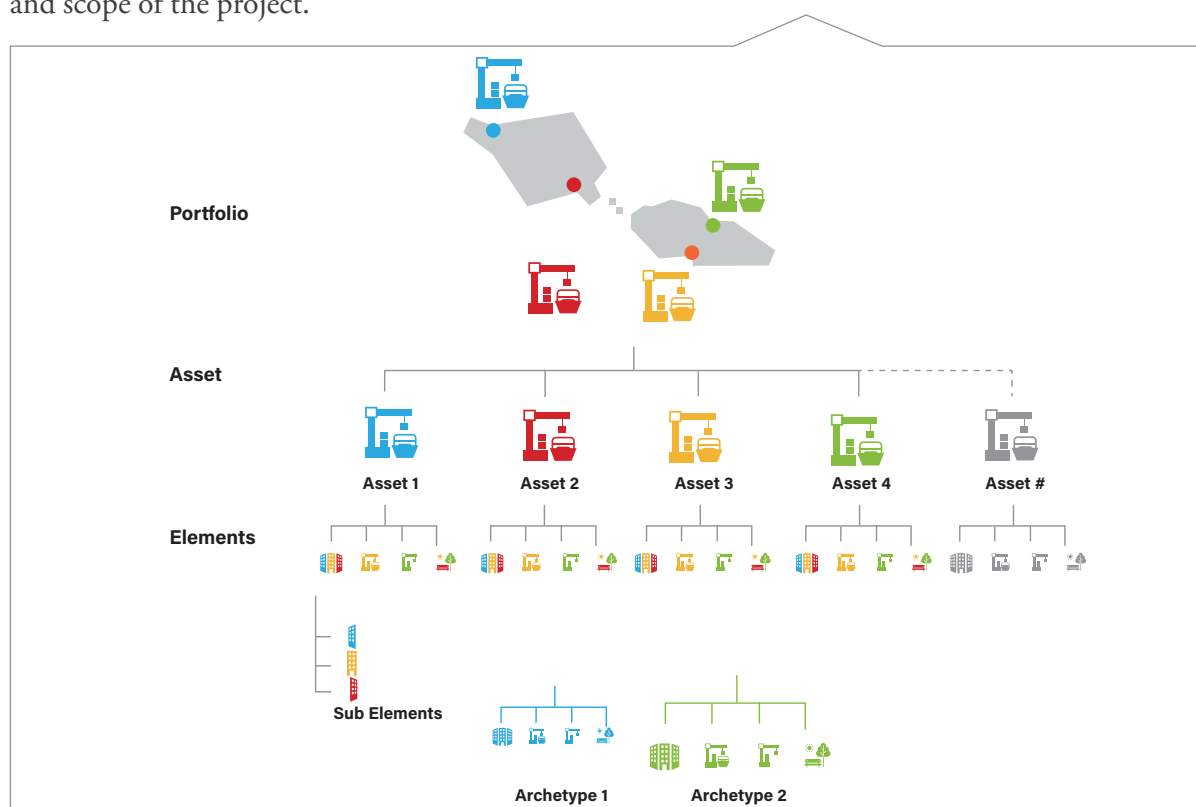 and scope of the project.
Portfolio
Asset
Asset 1
Asset 2
Asset 3
Asset 4
Asset #
Elements
Sub Elements
Archetype 1
Archetype 2